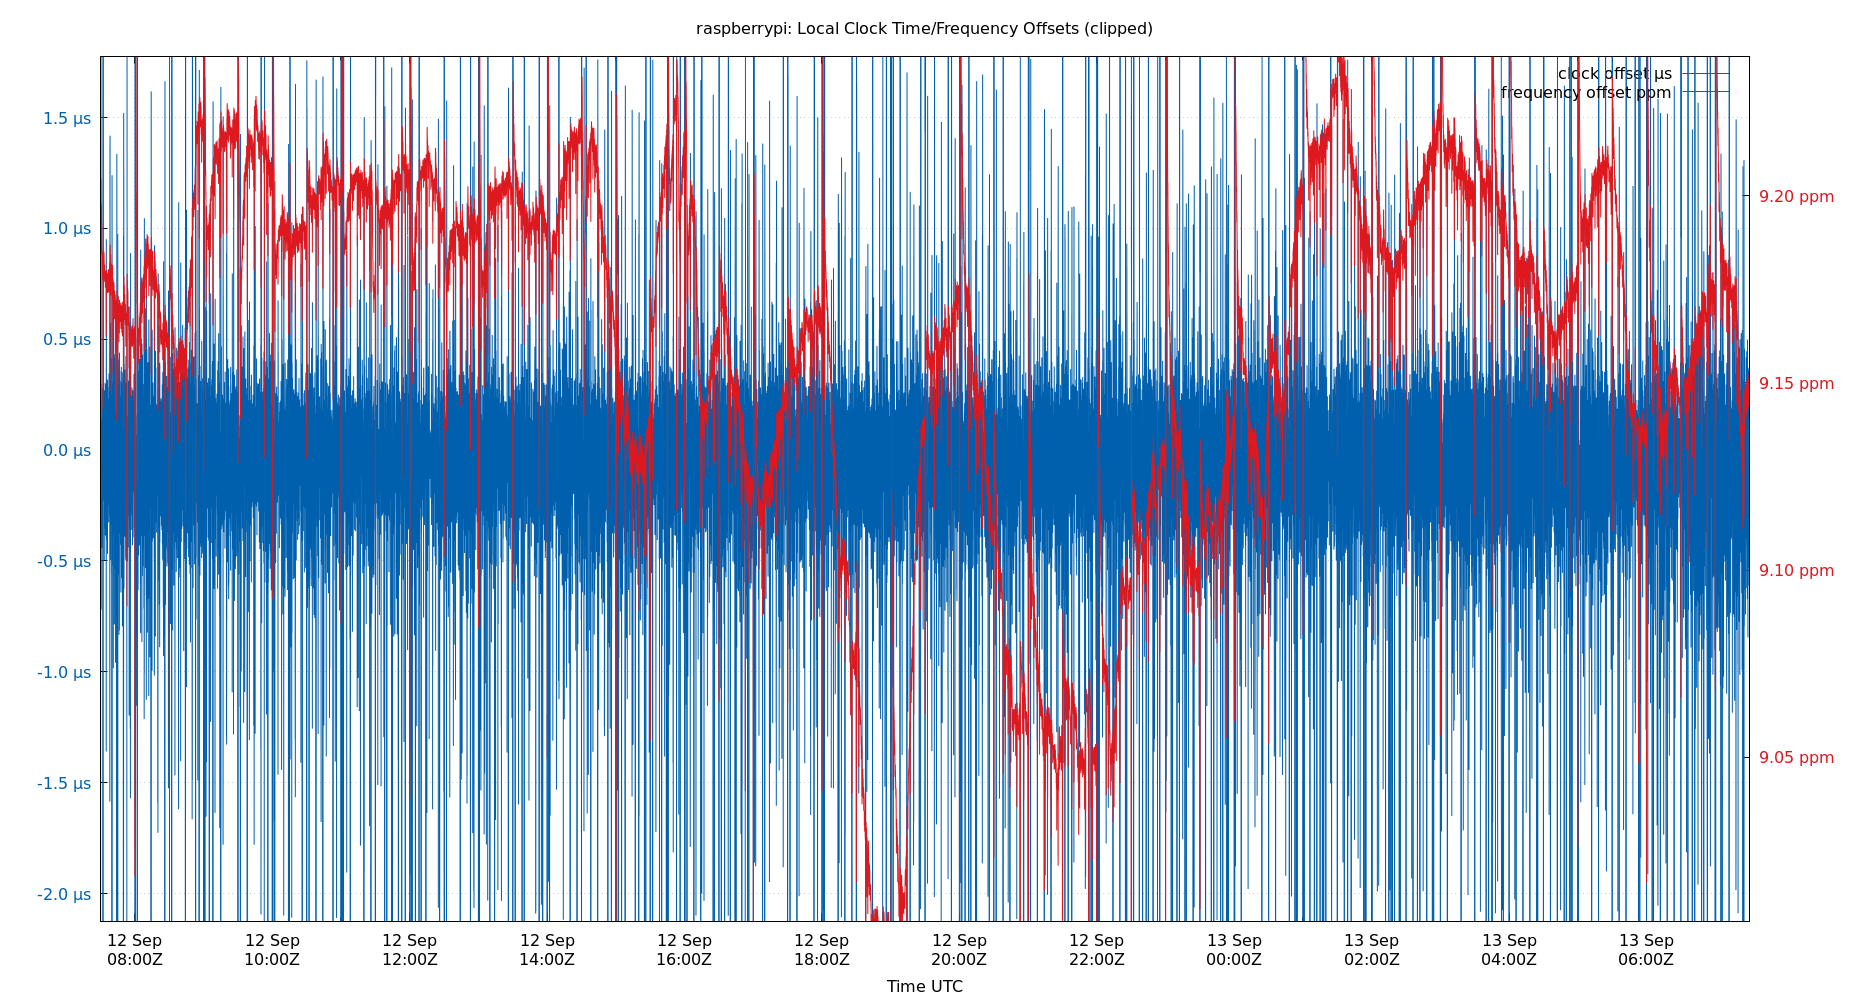 raspberrypi: Local Clock Time/Frequency Offsets (clipped)
clock offset µs
frequency offset ppm
1.5 µs
1.0 µs
0.5 µs
0.0 µs
-0.5 µs
-1.0 µs
-1.5 µs
-2.0 µs
9.20 ppm
9.15 ppm
9.10 ppm
9.05 ppm
12 Sep 12 Sep 12 Sep 12 Sep 12 Sep 12 Sep 12 Sep 12 Sep 13 Sep 13 Sep 13 Sep 13 Sep
08:00Z 10:00Z 12:00Z 14:00Z 16:00Z 18:00Z 20:00Z 22:00Z 00:00Z 02:00Z 04:00Z 06:00Z
Time UTC